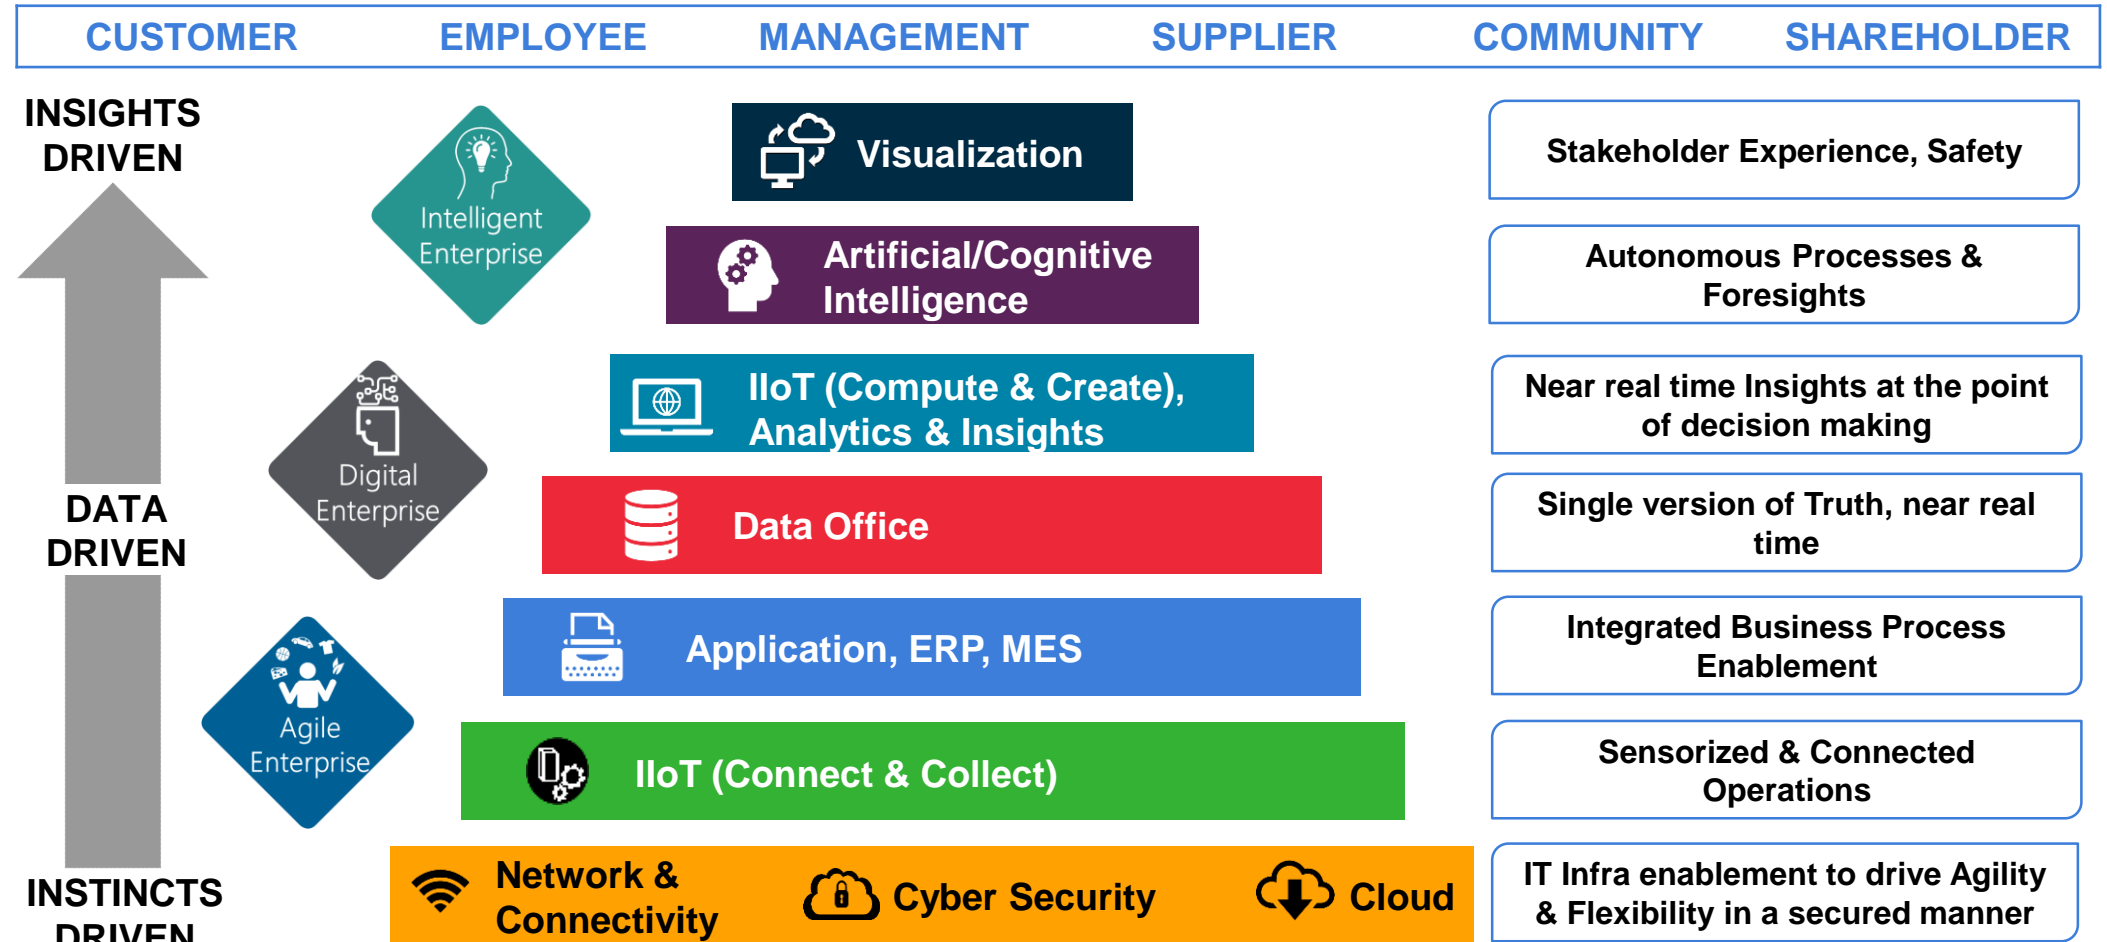 CUSTOMER EMPLOYEE MANAGEMENT SUPPLIER COMMUNITY SHAREHOLDER
INSIGHTS
DRIVEN
Intelligent
Enterprise
Visualization
Stakeholder Experience, Safety
Artificial/Cognitive
Intelligence
Autonomous Processes &
Foresights
Digital
Enterprise
IIoT (Compute & Create),
Analytics & Insights
Near real time Insights at the point
of decision making
DATA
DRIVEN
Data Office
Single version of Truth, near real
time
Agile
Enterprise
Application, ERP, MES
Integrated Business Process
Enablement
IIoT (Connect & Collect)
Sensorized & Connected
Operations
INSTINCTS
DRIVEN
Network &
Connectivity
Cyber Security
Cloud
IT Infra enablement to drive Agility
& Flexibility in a secured manner